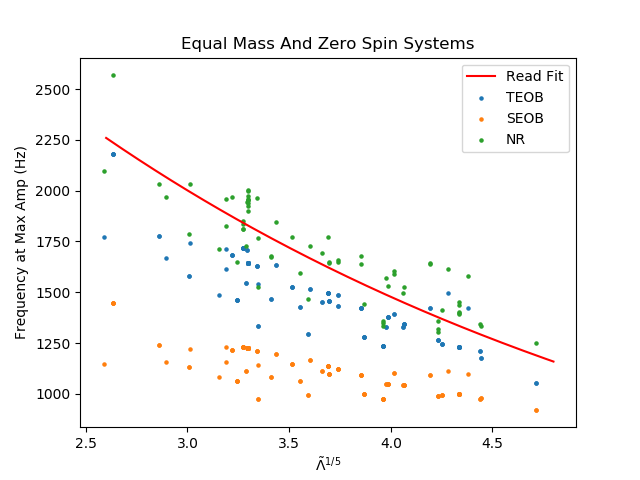 Equal Mass And Zero Spin Systems
Read Fit
TEOB
SEOB
NR
Frequency at Max Amp (Hz)
2500
2250
2000
1750
1500
1250
1000
2.5 3.0 3.5 4.0 4.5
Λ̃^{1/5}